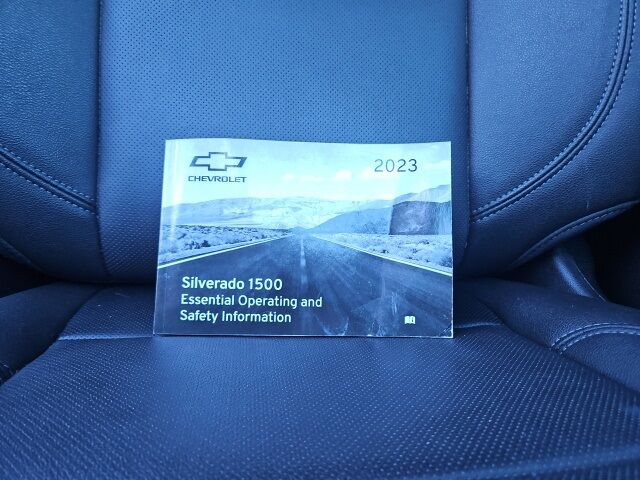 CHEVROLET
2023
Silverado 1500
Essential Operating and
Safety Information